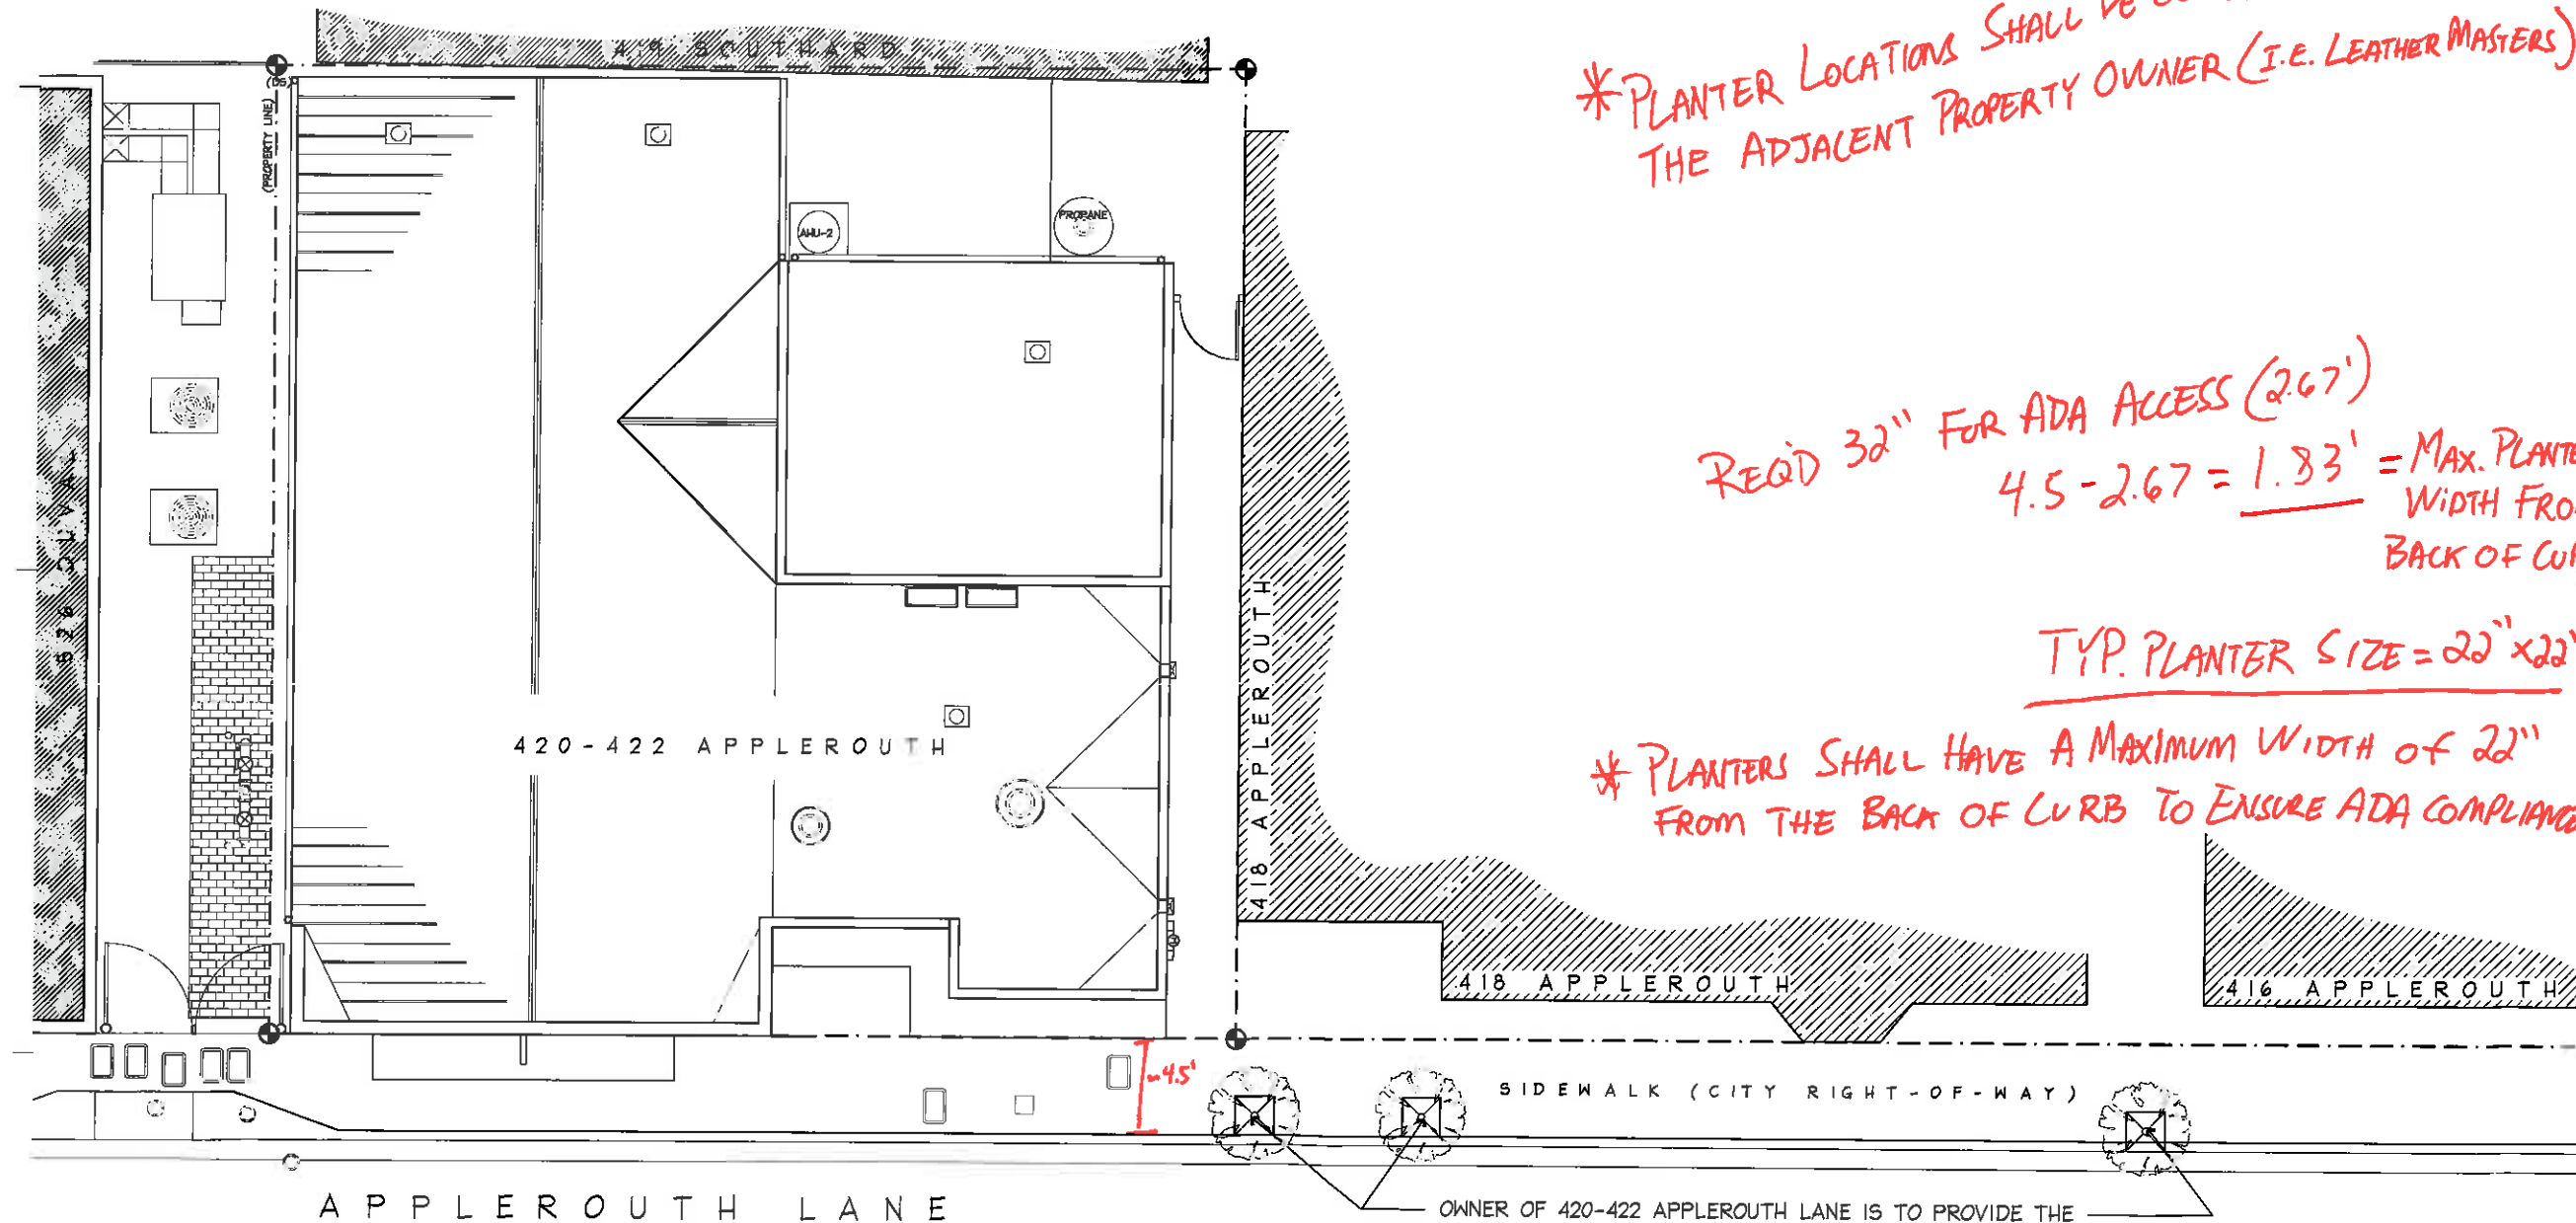 * PLANTER LOCATIONS SHALL BE
THE ADJACENT PROPERTY OWNER (I.E. LEATHER MASTERS)
419 SOUTHARD
(PROPERTY LINE)
AHU-2
PROPANE
REQ'D 32" FOR ADA ACCESS (2.67')
4.5-2.67 = 1.83' = MAX. PLANTE
WIDTH FRO
BACK OF CU
526 DUVAL
TYP. PLANTER SIZE = 22"x22"
420-422 APPLEROUTH
418 APPLEROUTH
* PLANTERS SHALL HAVE A MAXIMUM WIDTH OF 22"
FROM THE BACK OF CURB TO ENSURE ADA COMPLIANCE
418 APPLEROUTH
416 APPLEROUTH
~4.5'
SIDEWALK (CITY RIGHT-OF-WAY)
APPLEROUTH LANE
OWNER OF 420-422 APPLEROUTH LANE IS TO PROVIDE THE